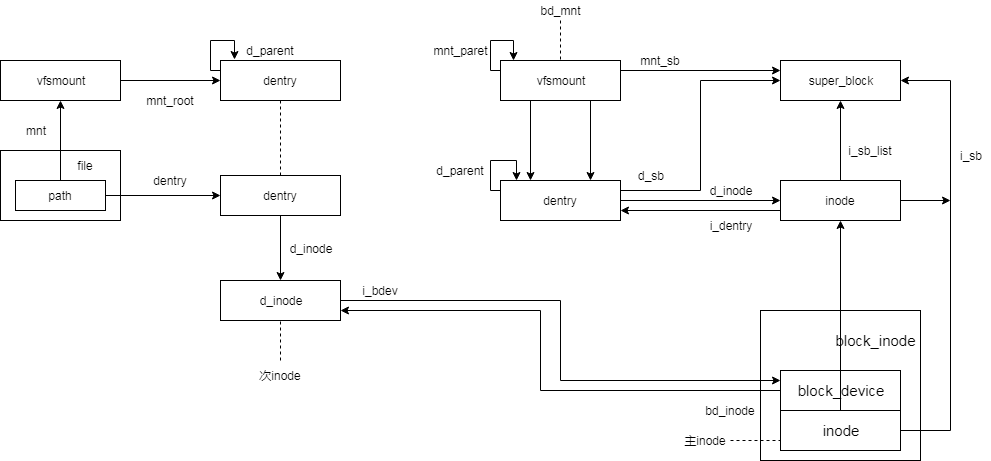 bd_mnt
d_parent
mnt_paret
mnt_sb
vfsmount
dentry
vfsmount
super_block
mnt_root
mnt
file
i_sb_list
i_sb
path
dentry
dentry
d_parent
dentry
d_sb
d_inode
inode
i_dentry
d_inode
d_inode
i_bdev
block_inode
次inode
block_device
bd_inode
inode
主inode